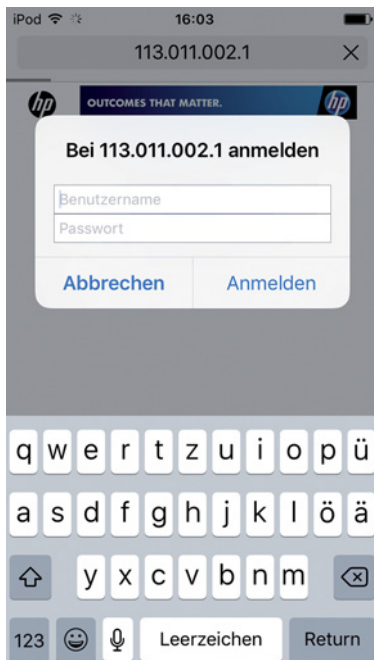 iPod 16:03
113.011.002.1
hp OUTCOMES THAT MATTER. hp
Bei 113.011.002.1 anmelden
Benutzername
Passwort
Abbrechen Anmelden
q w e r t z u i o p ü
a s d f g h j k l ö ä
y x c v b n m
123 Leerzeichen Return